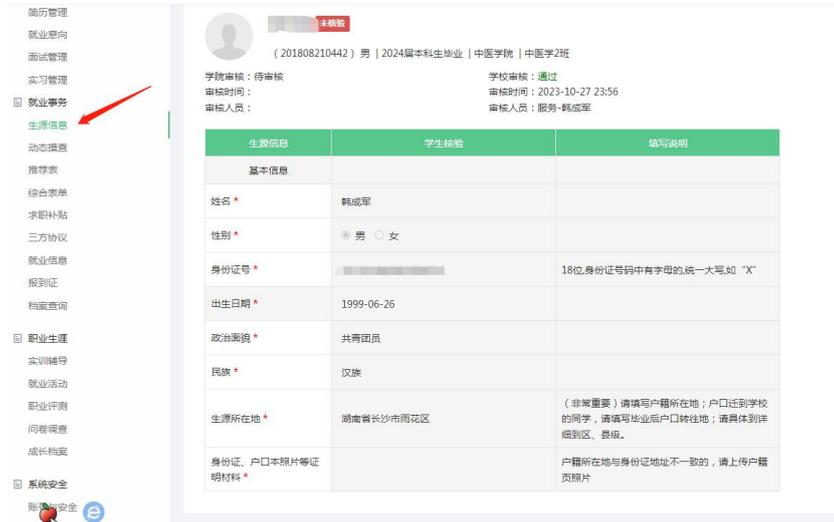 简历管理
就业意向
面试管理
实习管理
就业事务
生源信息
动态摸查
推荐表
综合表单
求职补贴
三方协议
就业信息
报到证
档案查询
职业生涯
实训辅导
就业活动
职业评测
问卷调查
成长档案
系统安全
账号与安全
未核验
（201808210442）男 | 2024届本科生毕业 | 中医学院 | 中医学2班
学院审核：待审核
学校审核：通过
审核时间：
审核时间：2023-10-27 23:56
审核人员：
审核人员：服务-韩成军
生源信息 学生核验 填写说明
基本信息
姓名* 韩成军
性别* 男 女
身份证号* 18位,身份证号码中有字母的,统一大写,如“X”
出生日期* 1999-06-26
政治面貌* 共青团员
民族* 汉族
生源所在地* 湖南省长沙市雨花区
（非常重要）请填写户籍所在地；户口迁到学校
的同学，请填写毕业后户口转往地；请具体到详
细到区、县级。
身份证、户口本照片等证
明材料*
户籍所在地与身份证地址不一致的，请上传户籍
页照片